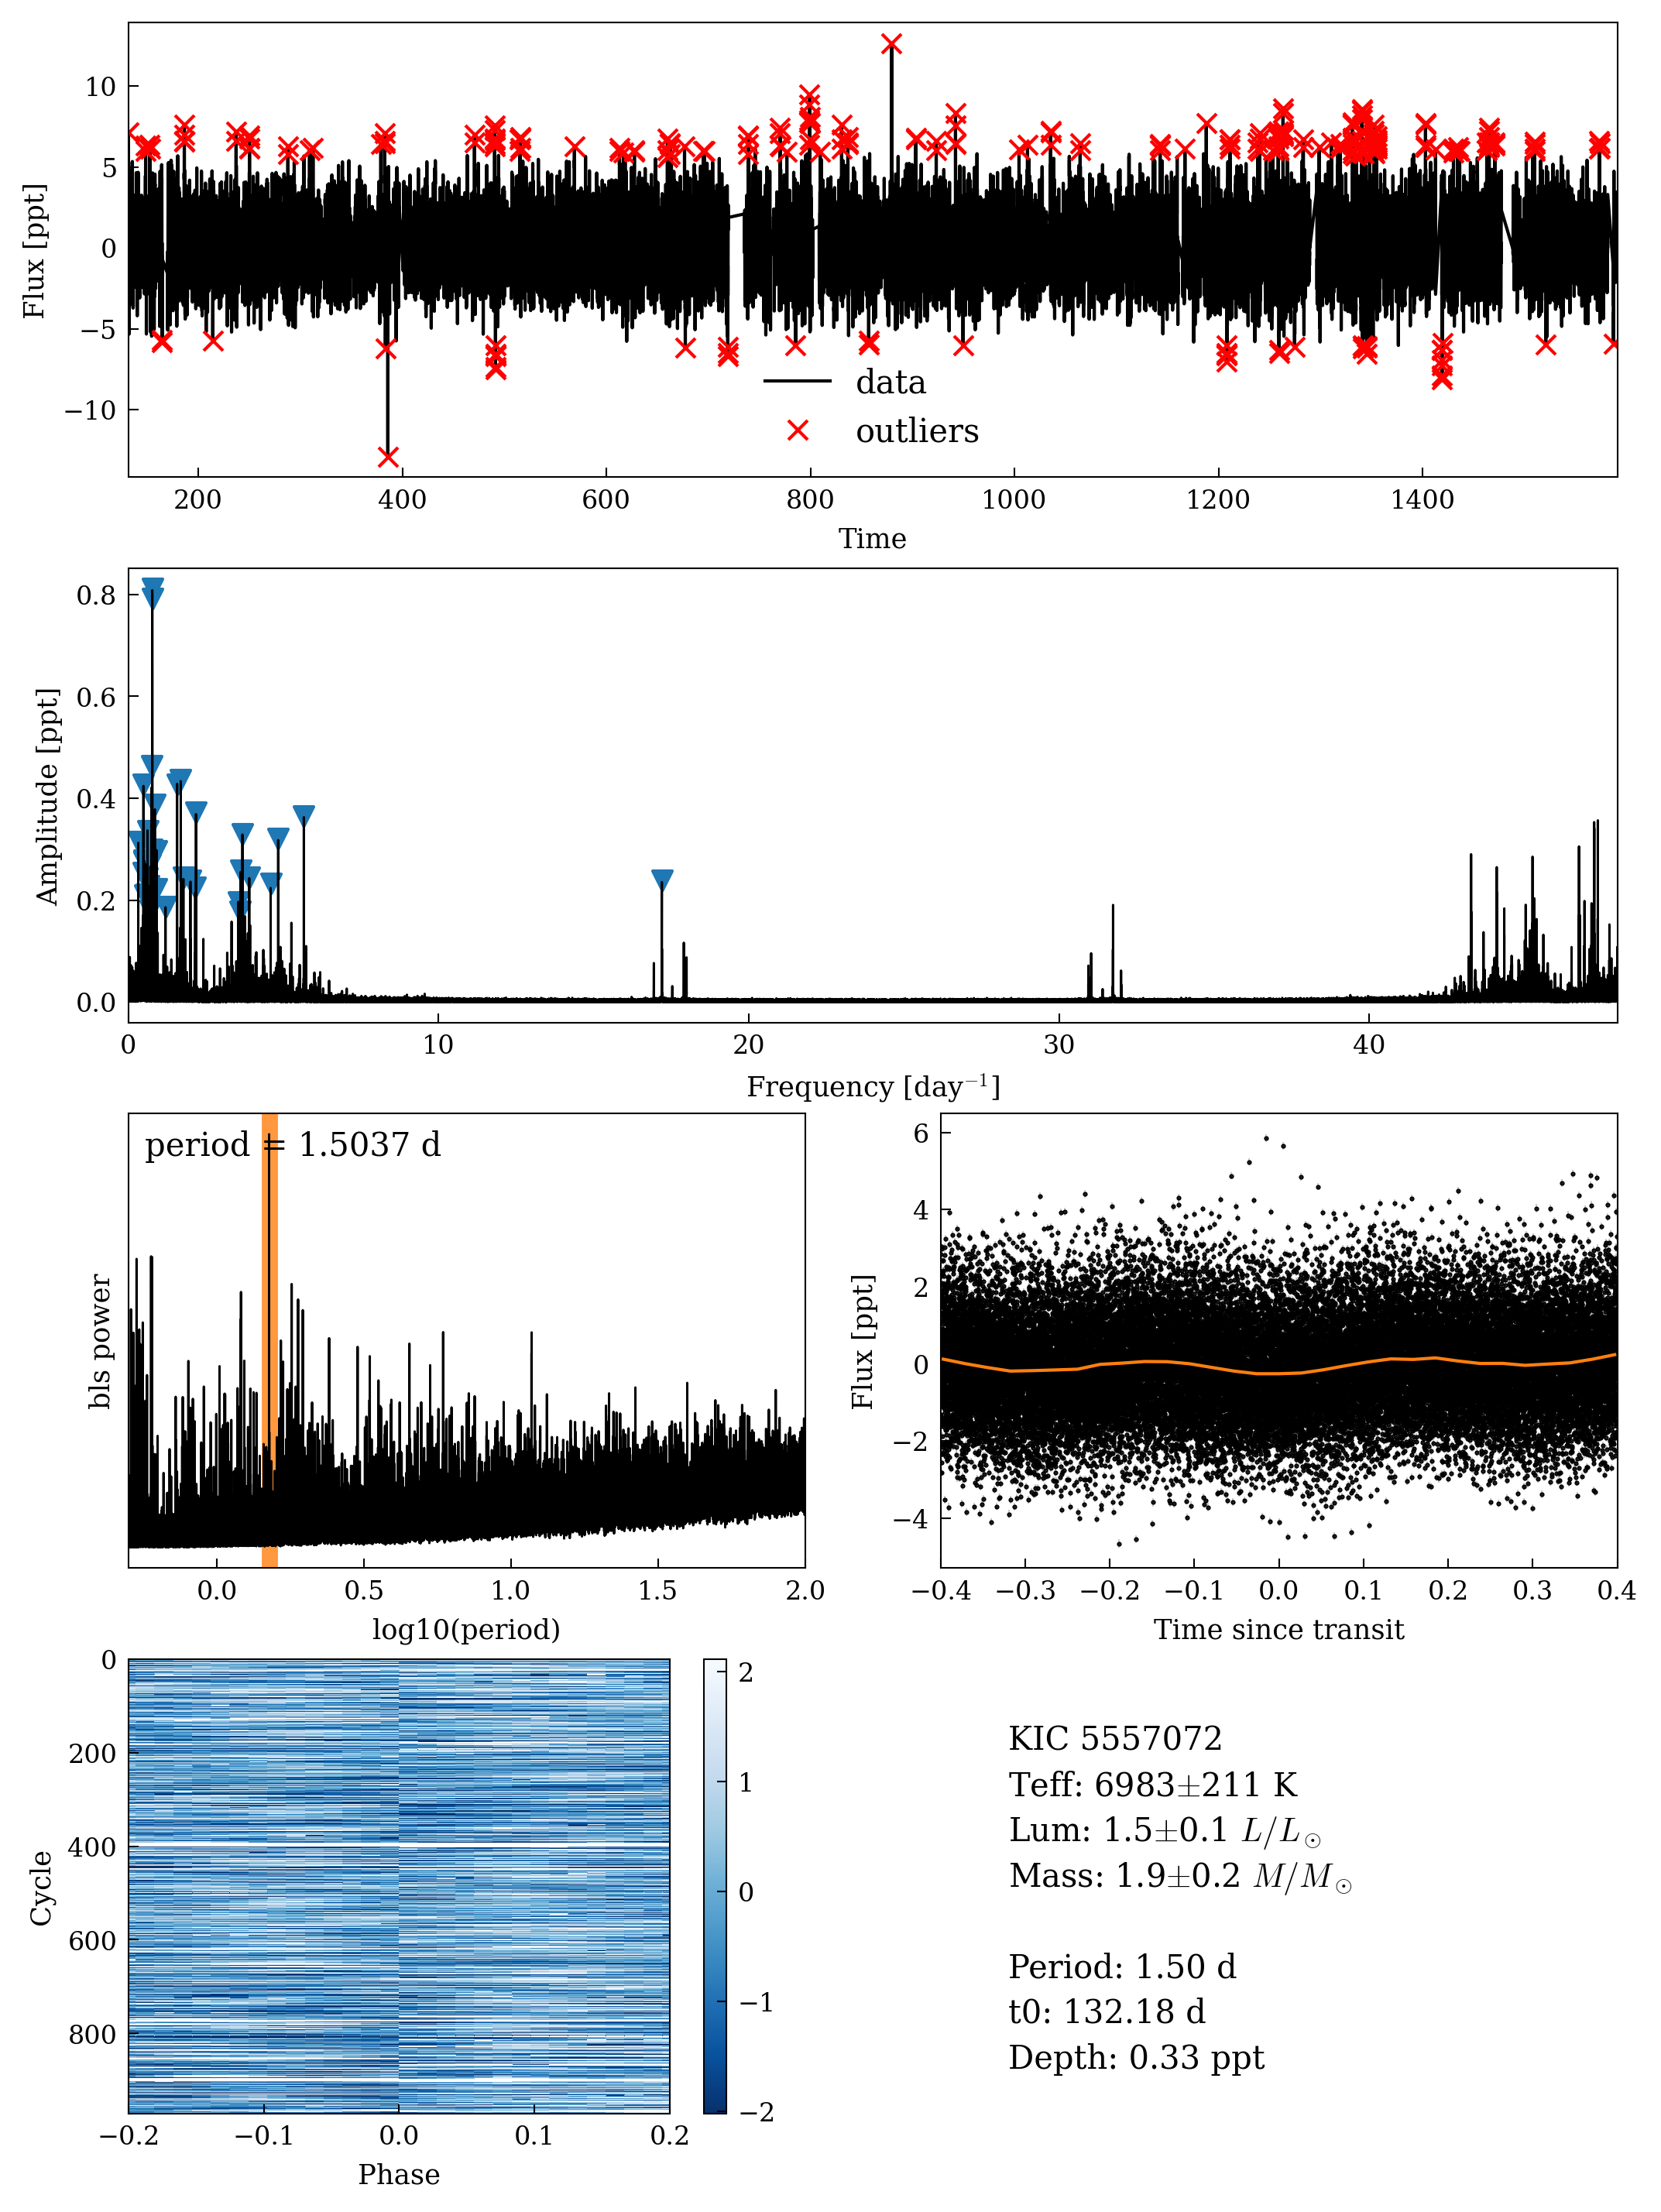 10
5
0
−5
−10
Flux [ppt]
data
outliers
200 400 600 800 1000 1200 1400
Time
0.8
0.6
0.4
0.2
0.0
Amplitude [ppt]
0 10 20 30 40
Frequency [day⁻¹]
period = 1.5037 d
bls power
0.0 0.5 1.0 1.5 2.0
log10(period)
6
4
2
0
−2
−4
Flux [ppt]
−0.4 −0.3 −0.2 −0.1 0.0 0.1 0.2 0.3 0.4
Time since transit
0
200
400
600
800
Cycle
−0.2 −0.1 0.0 0.1 0.2
Phase
2
1
0
−1
−2
KIC 5557072
Teff: 6983±211 K
Lum: 1.5±0.1 L/L⊙
Mass: 1.9±0.2 M/M⊙
Period: 1.50 d
t0: 132.18 d
Depth: 0.33 ppt